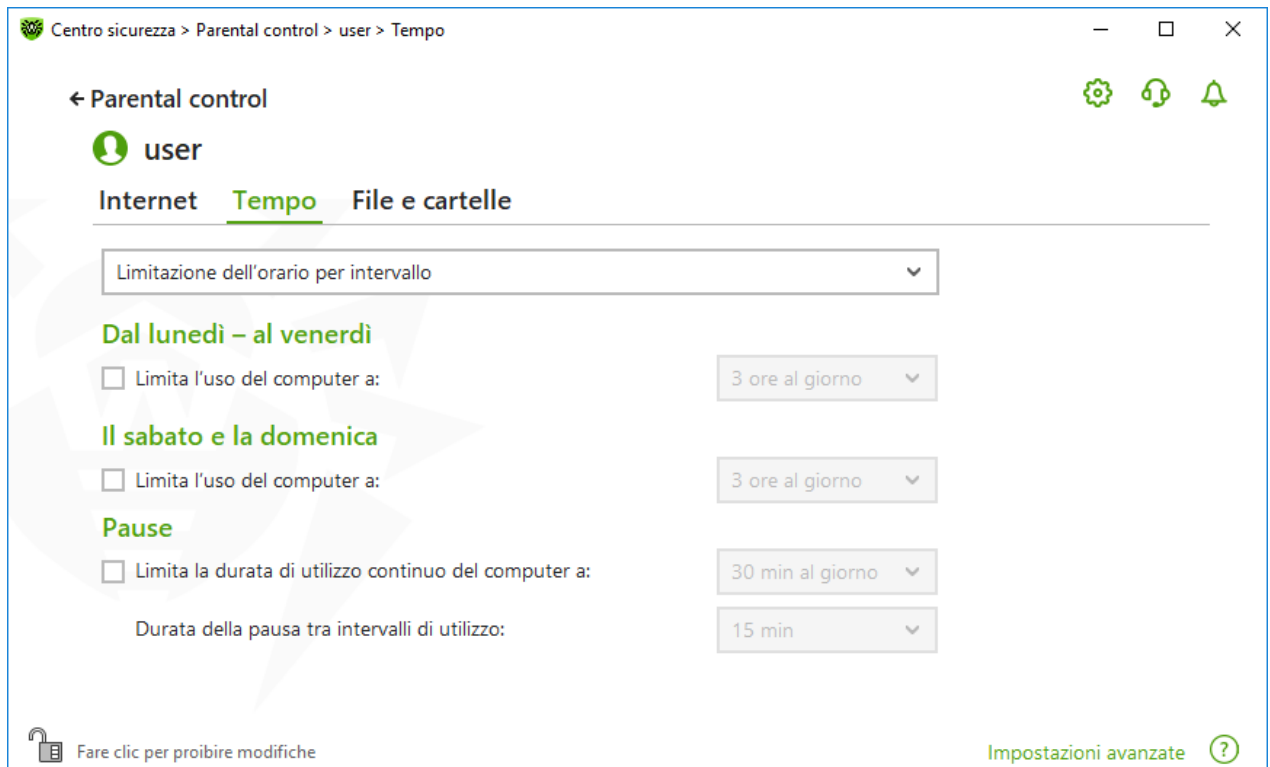 Centro sicurezza > Parental control > user > Tempo
Parental control
user
Internet Tempo File e cartelle
Limitazione dell'orario per intervallo
Dal lunedì – al venerdì
Limita l'uso del computer a: 3 ore al giorno
Il sabato e la domenica
Limita l'uso del computer a: 3 ore al giorno
Pause
Limita la durata di utilizzo continuo del computer a: 30 min al giorno
Durata della pausa tra intervalli di utilizzo: 15 min
Fare clic per proibire modifiche Impostazioni avanzate ?